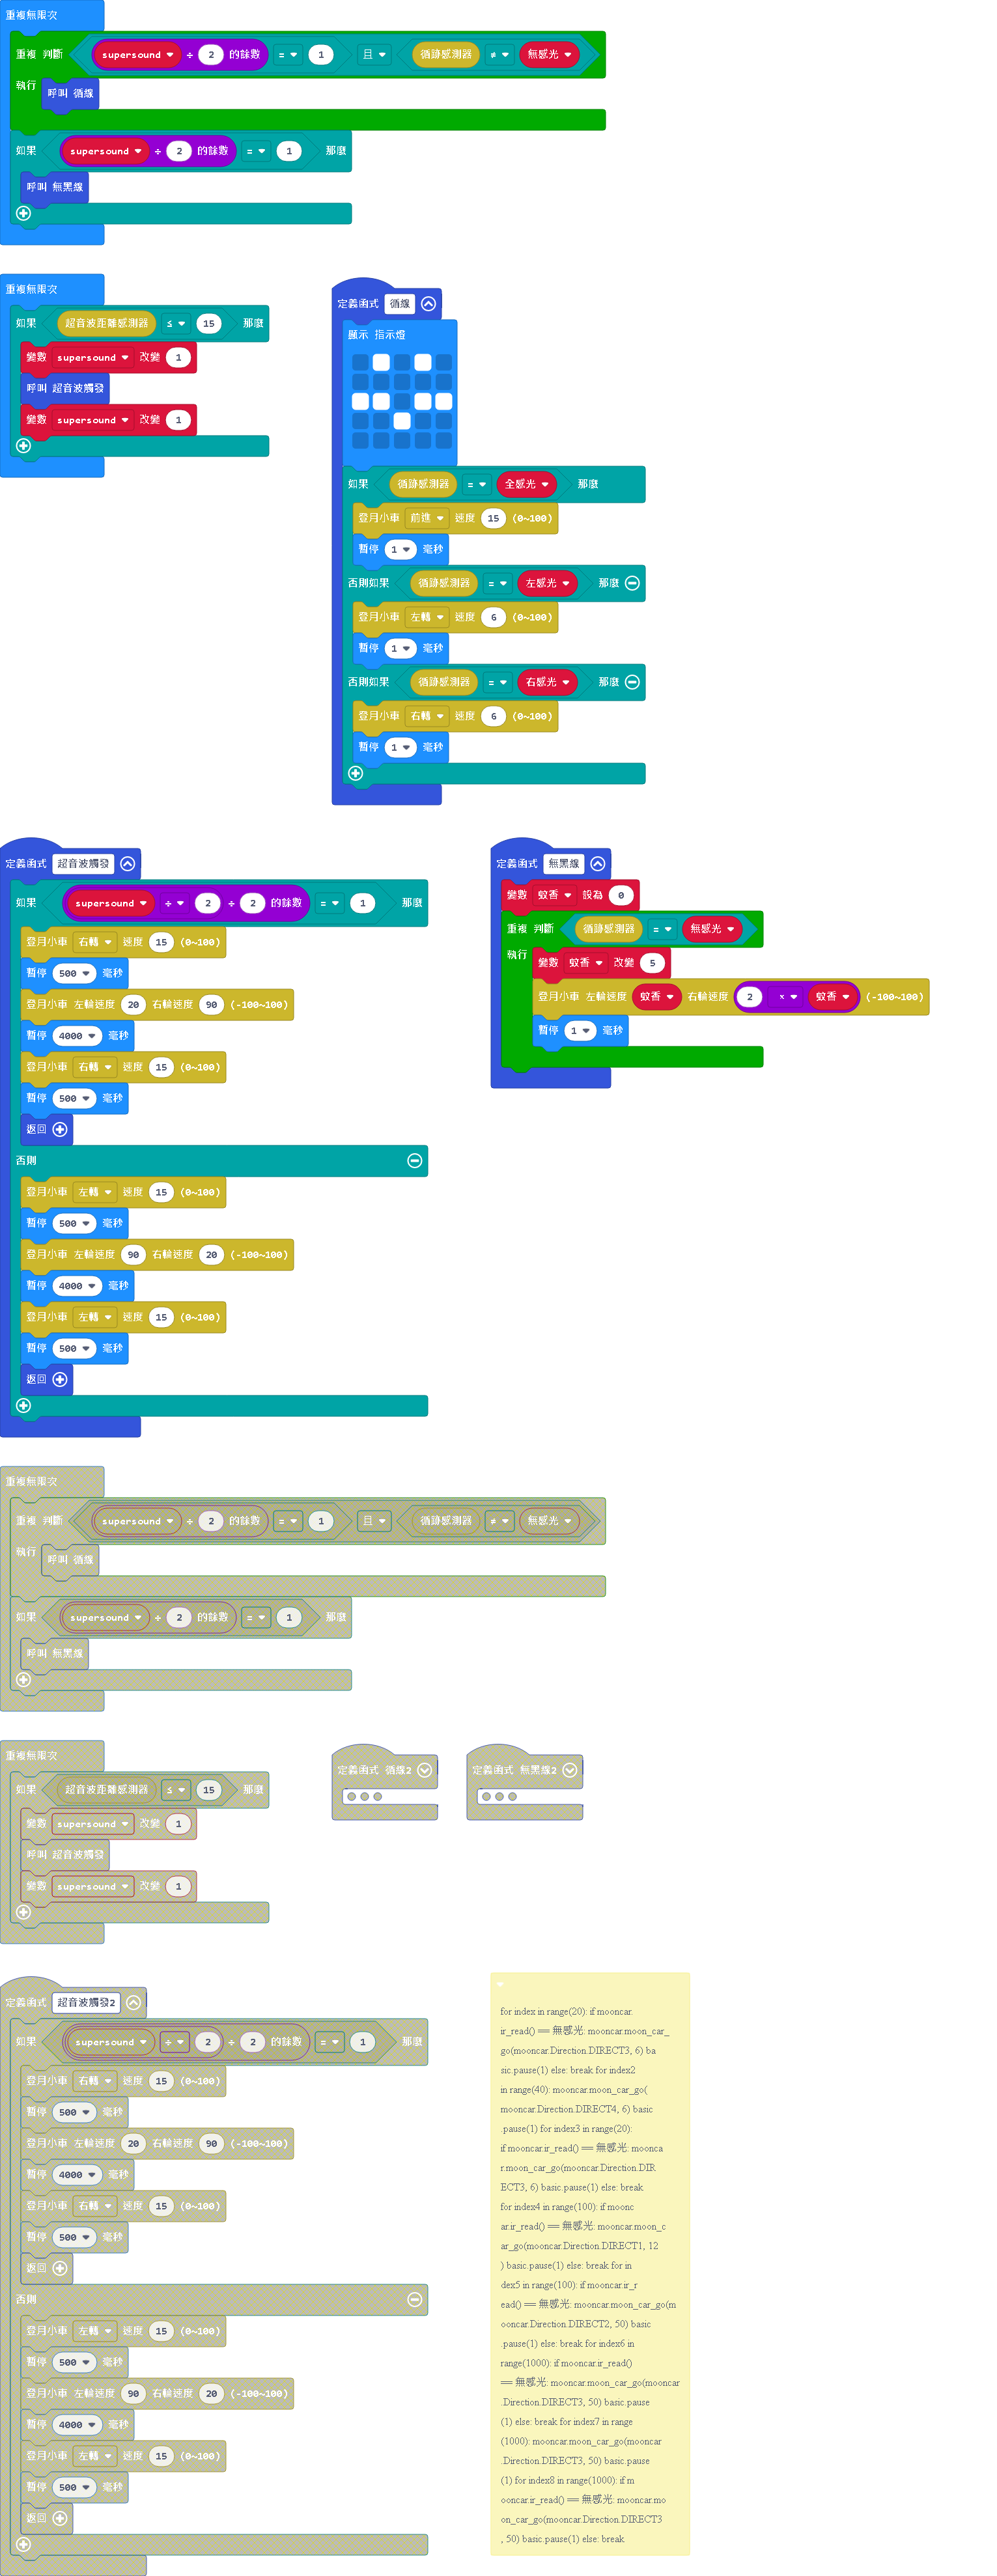 重複無限次
重複 判斷 supersound ÷ 2 的餘數 = 1 且 循跡感測器 ≠ 無感光
執行
呼叫 循線
如果 supersound ÷ 2 的餘數 = 1 那麼
呼叫 無黑線
重複無限次
如果 超音波距離感測器 ≤ 15 那麼
變數 supersound 改變 1
呼叫 超音波觸發
變數 supersound 改變 1
定義函式 循線
顯示 指示燈
如果 循跡感測器 = 全感光 那麼
登月小車 前進 速度 15 (0~100)
暫停 1 毫秒
否則如果 循跡感測器 = 左感光 那麼
登月小車 左轉 速度 6 (0~100)
暫停 1 毫秒
否則如果 循跡感測器 = 右感光 那麼
登月小車 右轉 速度 6 (0~100)
暫停 1 毫秒
定義函式 超音波觸發
如果 supersound ÷ 2 ÷ 2 的餘數 = 1 那麼
登月小車 右轉 速度 15 (0~100)
暫停 500 毫秒
登月小車 左輪速度 20 右輪速度 90 (-100~100)
暫停 4000 毫秒
登月小車 右轉 速度 15 (0~100)
暫停 500 毫秒
返回
否則
登月小車 左轉 速度 15 (0~100)
暫停 500 毫秒
登月小車 左輪速度 90 右輪速度 20 (-100~100)
暫停 4000 毫秒
登月小車 左轉 速度 15 (0~100)
暫停 500 毫秒
返回
定義函式 無黑線
變數 蚊香 設為 0
重複 判斷 循跡感測器 = 無感光
執行
變數 蚊香 改變 5
登月小車 左輪速度 蚊香 右輪速度 2 × 蚊香 (-100~100)
暫停 1 毫秒
重複無限次
重複 判斷 supersound ÷ 2 的餘數 = 1 且 循跡感測器 ≠ 無感光
執行
呼叫 循線
如果 supersound ÷ 2 的餘數 = 1 那麼
呼叫 無黑線
重複無限次
如果 超音波距離感測器 ≤ 15 那麼
變數 supersound 改變 1
呼叫 超音波觸發
變數 supersound 改變 1
定義函式 循線2
定義函式 無黑線2
定義函式 超音波觸發2
如果 supersound ÷ 2 ÷ 2 的餘數 = 1 那麼
登月小車 右轉 速度 15 (0~100)
暫停 500 毫秒
登月小車 左輪速度 20 右輪速度 90 (-100~100)
暫停 4000 毫秒
登月小車 右轉 速度 15 (0~100)
暫停 500 毫秒
返回
否則
登月小車 左轉 速度 15 (0~100)
暫停 500 毫秒
登月小車 左輪速度 90 右輪速度 20 (-100~100)
暫停 4000 毫秒
登月小車 左轉 速度 15 (0~100)
暫停 500 毫秒
返回
for index in range(20): if mooncar.
ir_read() == 無感光: mooncar.moon_car_
go(mooncar.Direction.DIRECT3, 6) ba
sic.pause(1) else: break for index2
in range(40): mooncar.moon_car_go(
mooncar.Direction.DIRECT4, 6) basic
.pause(1) for index3 in range(20):
if mooncar.ir_read() == 無感光: moonca
r.moon_car_go(mooncar.Direction.DIR
ECT3, 6) basic.pause(1) else: break
for index4 in range(100): if moonc
ar.ir_read() == 無感光: mooncar.moon_c
ar_go(mooncar.Direction.DIRECT1, 12
) basic.pause(1) else: break for in
dex5 in range(100): if mooncar.ir_r
ead() == 無感光: mooncar.moon_car_go(m
ooncar.Direction.DIRECT2, 50) basic
.pause(1) else: break for index6 in
range(1000): if mooncar.ir_read()
== 無感光: mooncar.moon_car_go(mooncar
.Direction.DIRECT3, 50) basic.pause
(1) else: break for index7 in range
(1000): mooncar.moon_car_go(mooncar
.Direction.DIRECT3, 50) basic.pause
(1) for index8 in range(1000): if m
ooncar.ir_read() == 無感光: mooncar.mo
on_car_go(mooncar.Direction.DIRECT3
, 50) basic.pause(1) else: break